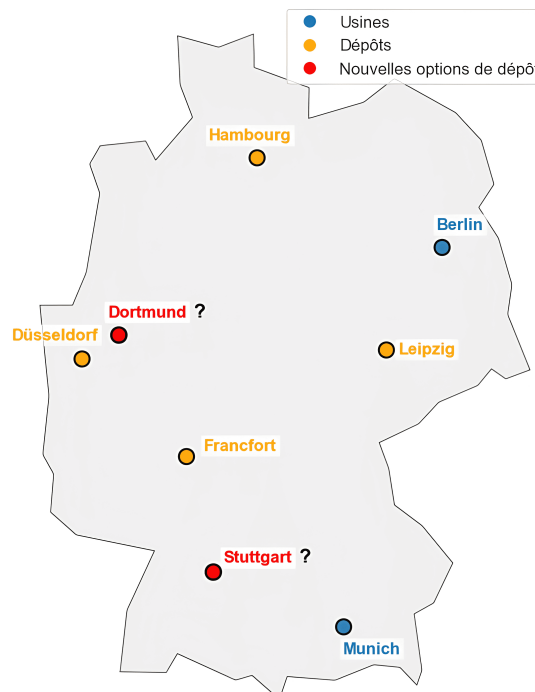 Usines
Dépôts
Nouvelles options de dépôt
Hambourg
Berlin
Dortmund ?
Düsseldorf
Leipzig
Francfort
Stuttgart ?
Munich